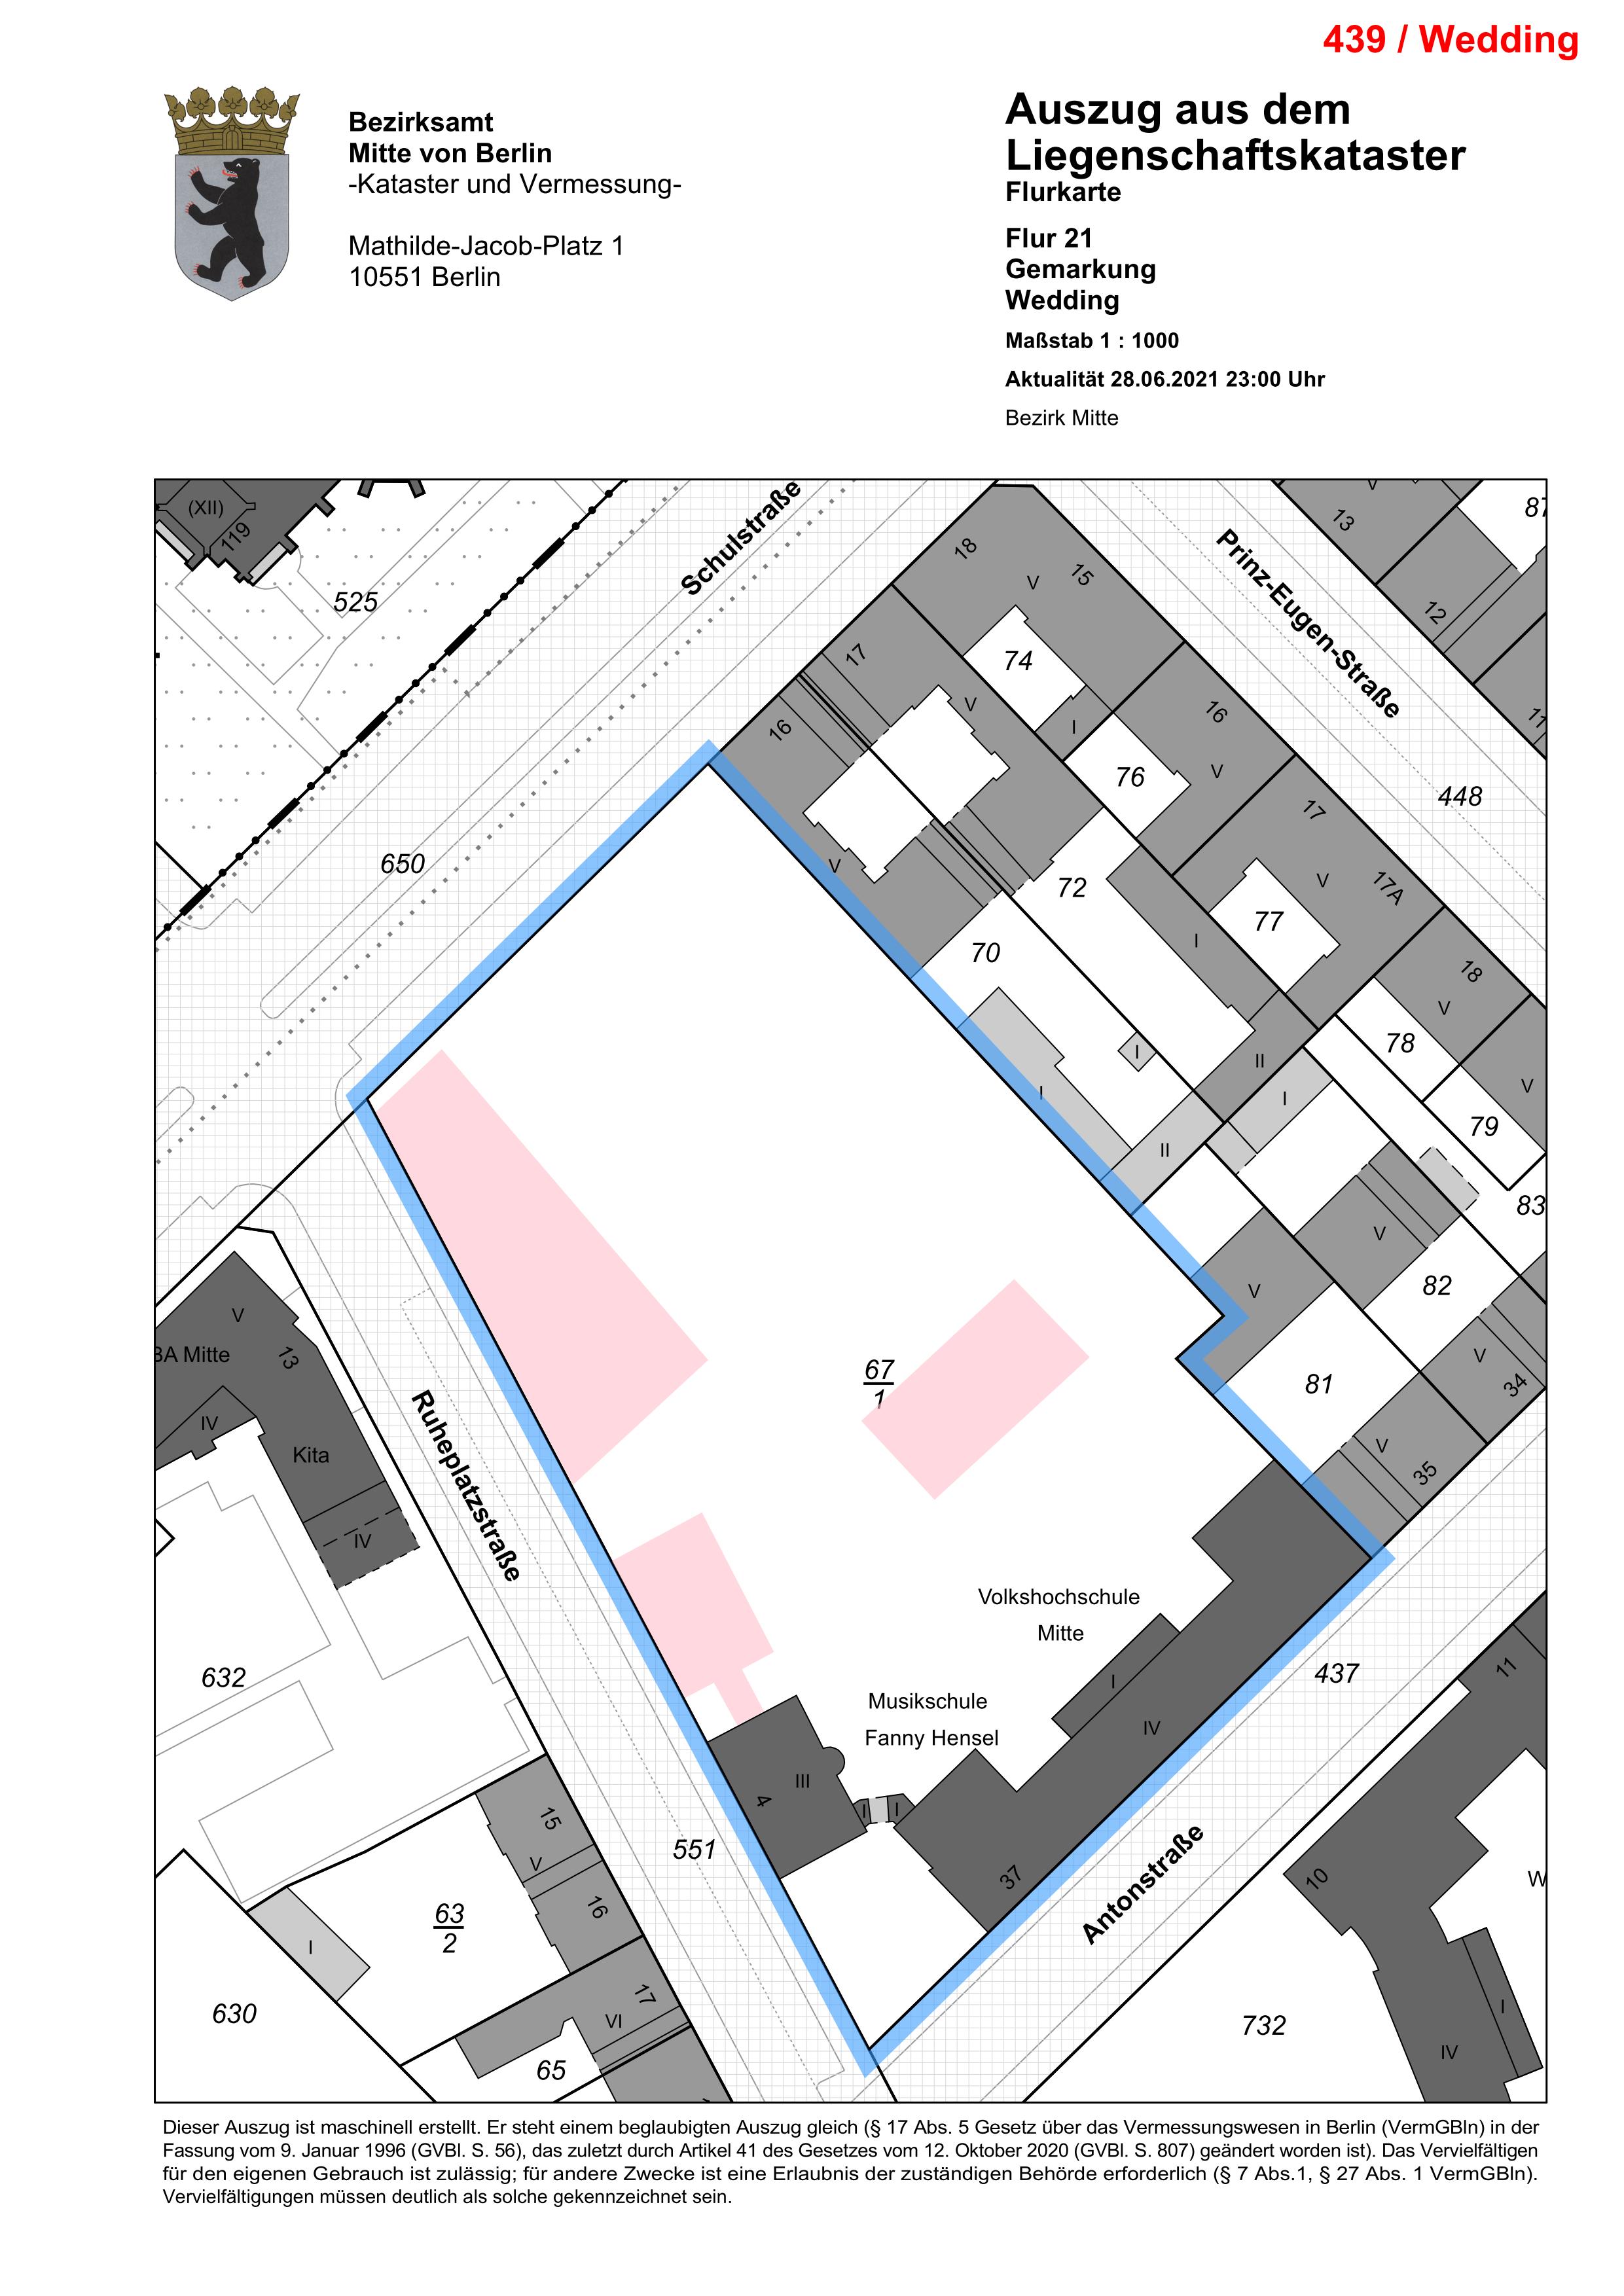 439 / Wedding
Bezirksamt
Mitte von Berlin
-Kataster und Vermessung-
Mathilde-Jacob-Platz 1
10551 Berlin
Auszug aus dem
Liegenschaftskataster
Flurkarte
Flur 21
Gemarkung
Wedding
Maßstab 1 : 1000
Aktualität 28.06.2021 23:00 Uhr
Bezirk Mitte
(XII)
119
525
Schulstraße
Prinz-Eugen-Straße
13
V
87
12
11
18
V
15
74
17
V
16
I
16
V
76
448
650
V
17
V
17A
72
77
I
70
18
V
78
I
I
II
I
V
79
II
83
V
V
82
V
BA Mitte
13
IV
Kita
IV
Ruheplatzstraße
67
1
81
V
34
V
35
Volkshochschule
Mitte
632
437
11
Musikschule
Fanny Hensel
I
IV
III
4
I
I
15
V
551
37
Antonstraße
10
W
63
2
16
I
630
17
VI
65
732
I
IV
Dieser Auszug ist maschinell erstellt. Er steht einem beglaubigten Auszug gleich (§ 17 Abs. 5 Gesetz über das Vermessungswesen in Berlin (VermGBln) in der
Fassung vom 9. Januar 1996 (GVBl. S. 56), das zuletzt durch Artikel 41 des Gesetzes vom 12. Oktober 2020 (GVBl. S. 807) geändert worden ist). Das Vervielfältigen
für den eigenen Gebrauch ist zulässig; für andere Zwecke ist eine Erlaubnis der zuständigen Behörde erforderlich (§ 7 Abs.1, § 27 Abs. 1 VermGBln).
Vervielfältigungen müssen deutlich als solche gekennzeichnet sein.